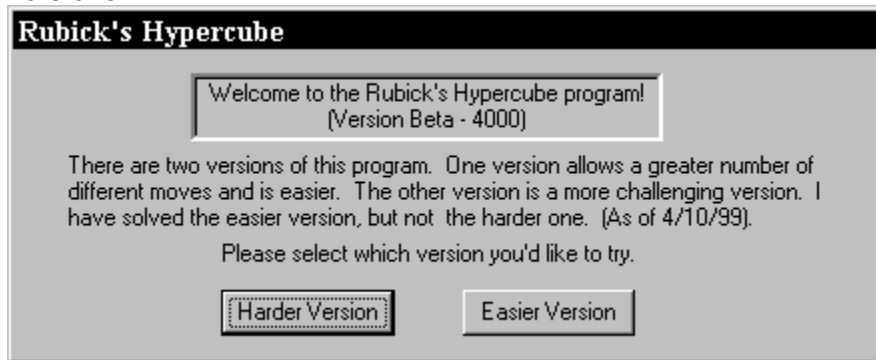 Rubick's Hypercube
Welcome to the Rubick's Hypercube program!
(Version Beta - 4000)
There are two versions of this program.  One version allows a greater number of
different moves and is easier.  The other version is a more challenging version.  I
have solved the easier version, but not  the harder one.  (As of 4/10/99).
Please select which version you'd like to try.
Harder Version
Easier Version